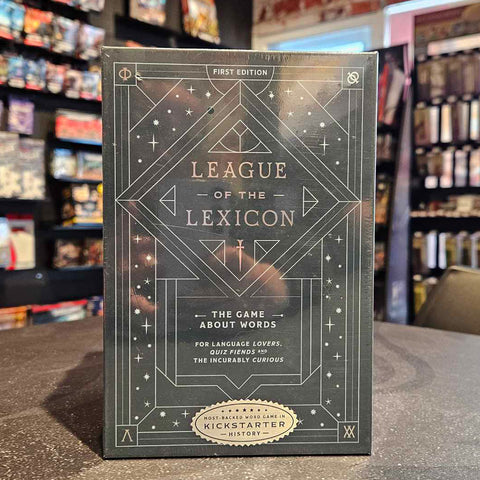 FIRST EDITION
LEAGUE
OF THE
LEXICON
THE GAME
ABOUT WORDS
FOR LANGUAGE LOVERS,
QUIZ FIENDS AND
THE INCURABLY CURIOUS
MOST-BACKED WORD GAME IN
KICKSTARTER
HISTORY